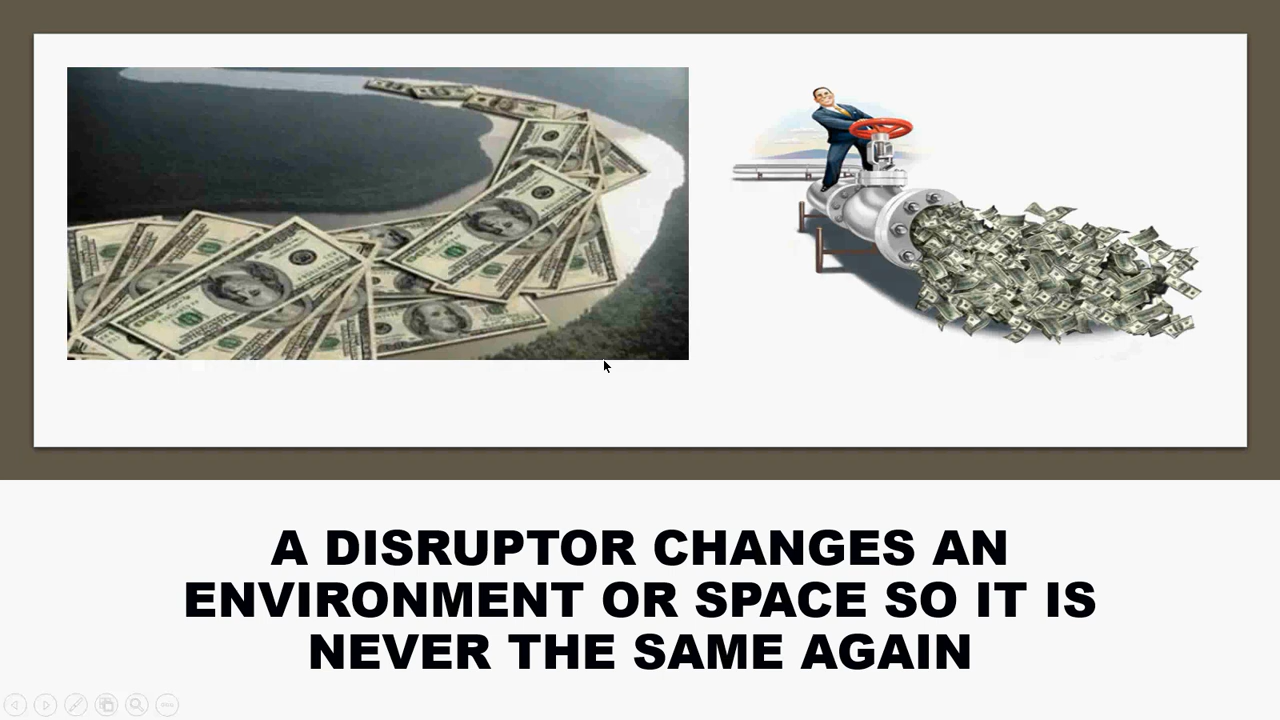 A DISRUPTOR CHANGES AN
ENVIRONMENT OR SPACE SO IT IS
NEVER THE SAME AGAIN